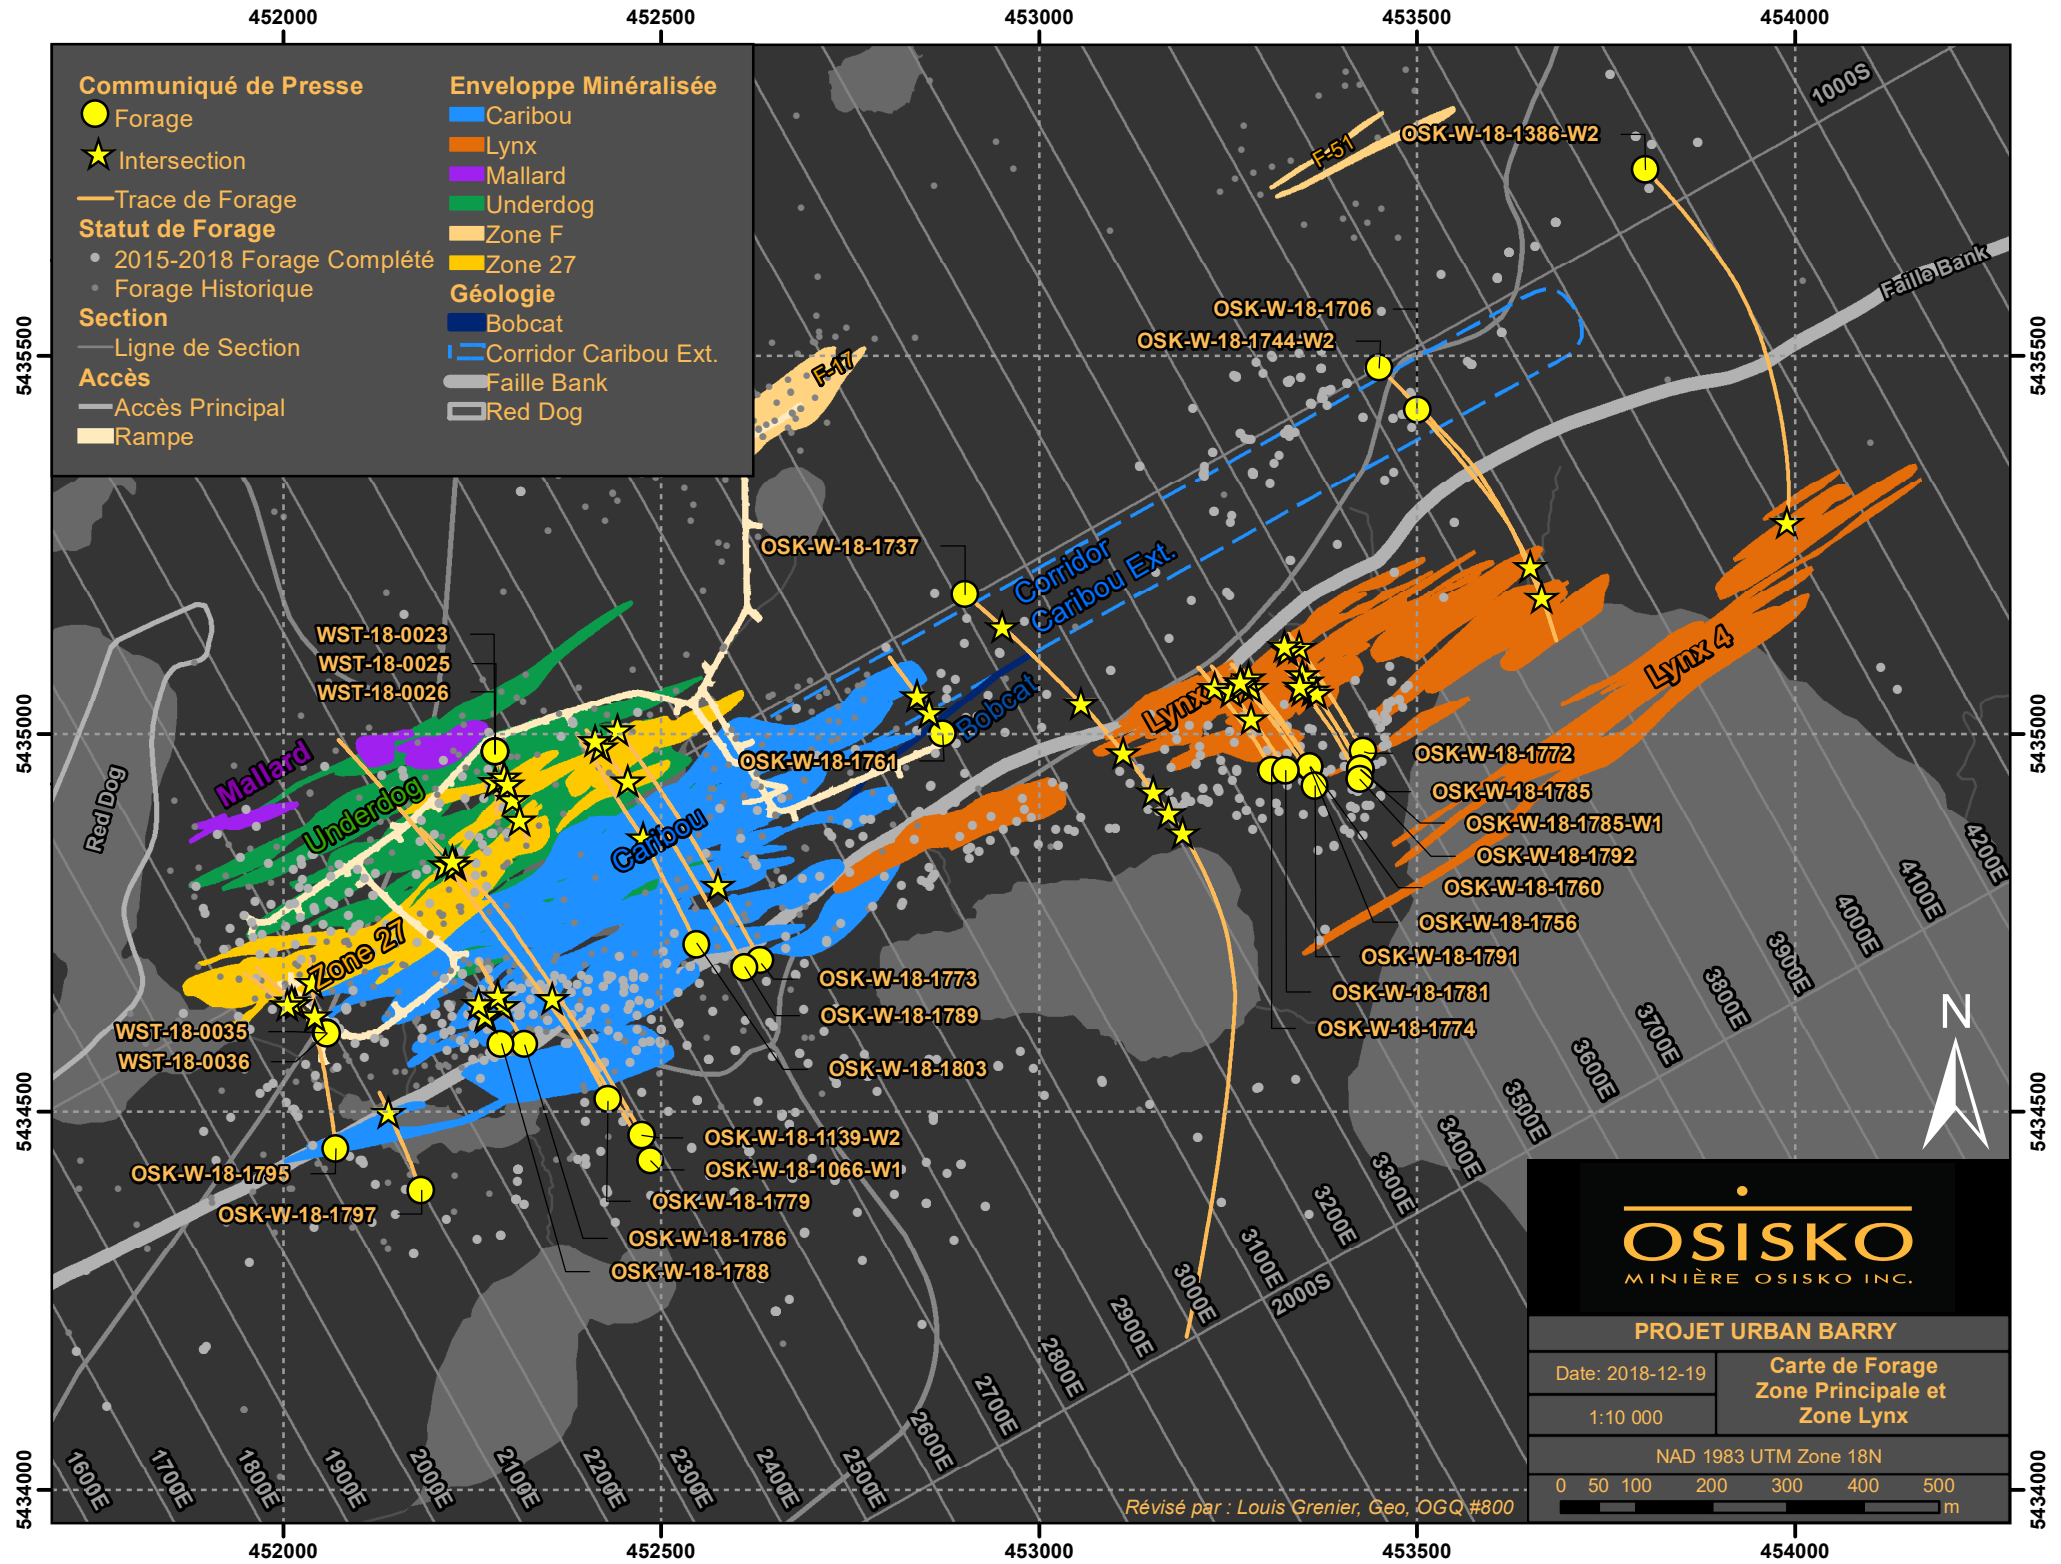 452000
452500
453000
453500
454000
Communiqué de Presse
Forage
Intersection
Trace de Forage
Statut de Forage
2015-2018 Forage Complété
Forage Historique
Section
Ligne de Section
Accès
Accès Principal
Rampe
Enveloppe Minéralisée
Caribou
Lynx
Mallard
Underdog
Zone F
Zone 27
Géologie
Bobcat
Corridor Caribou Ext.
Faille Bank
Red Dog
1000S
F-51
OSK-W-18-1386-W2
Faille Bank
OSK-W-18-1706
OSK-W-18-1744-W2
F-17
5435500
5435500
OSK-W-18-1737
Corridor
Caribou Ext.
WST-18-0023
WST-18-0025
WST-18-0026
Lynx 4
Lynx
Bobcat
5435000
5435000
OSK-W-18-1761
OSK-W-18-1772
OSK-W-18-1785
OSK-W-18-1785-W1
OSK-W-18-1792
OSK-W-18-1760
OSK-W-18-1756
OSK-W-18-1791
OSK-W-18-1781
OSK-W-18-1774
Mallard
Red Dog
Underdog
Caribou
Zone 27
OSK-W-18-1773
OSK-W-18-1789
OSK-W-18-1803
WST-18-0035
WST-18-0036
5434500
5434500
OSK-W-18-1139-W2
OSK-W-18-1066-W1
OSK-W-18-1779
OSK-W-18-1786
OSK-W-18-1788
OSK-W-18-1795
OSK-W-18-1797
4200E
4100E
4000E
3900E
3800E
3700E
3600E
3500E
3400E
3300E
3200E
3100E
3000E
2000S
2900E
2800E
2700E
2600E
2500E
2400E
2300E
2200E
2100E
2000E
1900E
1800E
1700E
1600E
N
OSISKO
MINIÈRE OSISKO INC.
PROJET URBAN BARRY
Date: 2018-12-19
1:10 000
Carte de Forage
Zone Principale et
Zone Lynx
NAD 1983 UTM Zone 18N
0 50 100 200 300 400 500
m
Révisé par : Louis Grenier, Geo, OGQ #800
5434000
5434000
452000
452500
453000
453500
454000